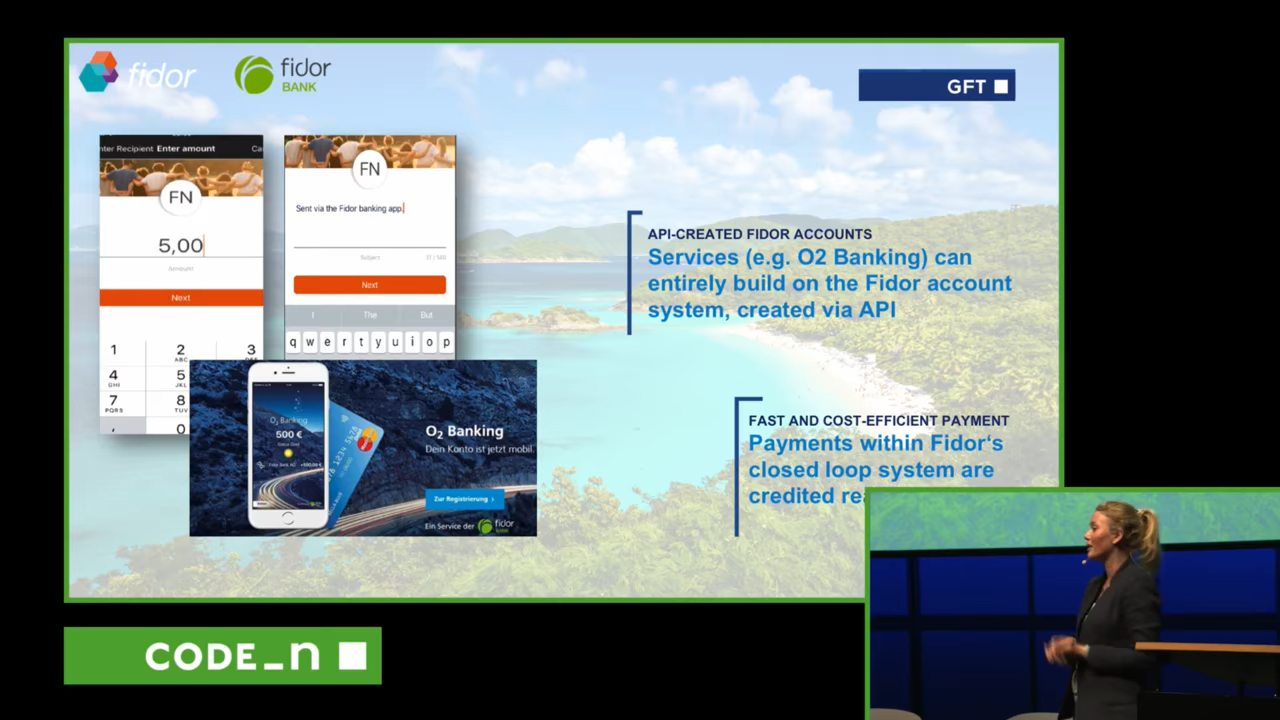 fidor
fidor
BANK
GFT
nter Recipient Enter amount Ca
FN
5,00
Amount
Next
1 2 3
ABC
4 5
GHI JKL
7 8
PQRS TUV
, 0
FN
Sent via the Fidor banking app.
Subject
Next
I The But
q w e r t y u i o p
O2 Banking
500 €
O2 Banking
Dein Konto ist jetzt mobil.
Zur Registrierung >
Ein Service der fidor
BANK
API-CREATED FIDOR ACCOUNTS
Services (e.g. O2 Banking) can
entirely build on the Fidor account
system, created via API
FAST AND COST-EFFICIENT PAYMENT
Payments within Fidor‘s
closed loop system are
credited rea
CODE_n